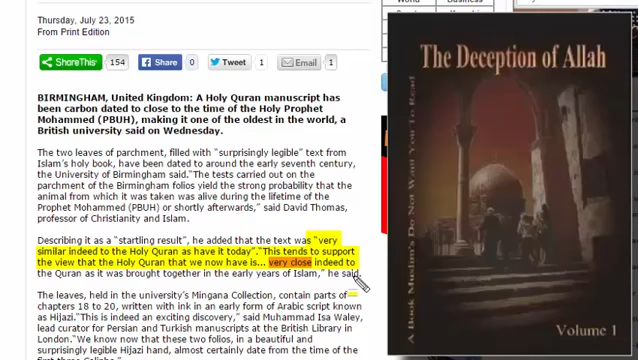 Thursday, July 23, 2015
From Print Edition
ShareThis
154
Share
0
Tweet
1
Email
1
BIRMINGHAM, United Kingdom: A Holy Quran manuscript has
been carbon dated to close to the time of the Holy Prophet
Mohammed (PBUH), making it one of the oldest in the world, a
British university said on Wednesday.
The two leaves of parchment, filled with "surprisingly legible" text from
Islam's holy book, have been dated to around the early seventh century,
the University of Birmingham said."The tests carried out on the
parchment of the Birmingham folios yield the strong probability that the
animal from which it was taken was alive during the lifetime of the
Prophet Mohammed (PBUH) or shortly afterwards," said David Thomas,
professor of Christianity and Islam.
Describing it as a "startling result", he added that the text was "very
similar indeed to the Holy Quran as have it today"."This tends to support
the view that the Holy Quran that we now have is... very close indeed to
the Quran as it was brought together in the early years of Islam," he said.
The leaves, held in the university's Mingana Collection, contain parts of
chapters 18 to 20, written with ink in an early form of Arabic script known
as Hijazi."This is indeed an exciting discovery," said Muhammad Isa Waley,
lead curator for Persian and Turkish manuscripts at the British Library in
London."We know now that these two folios, in a beautiful and
surprisingly legible Hijazi hand, almost certainly date from the time of the
The Deception of Allah
A Book Muslim's Do Not Want You To Read
Volume 1